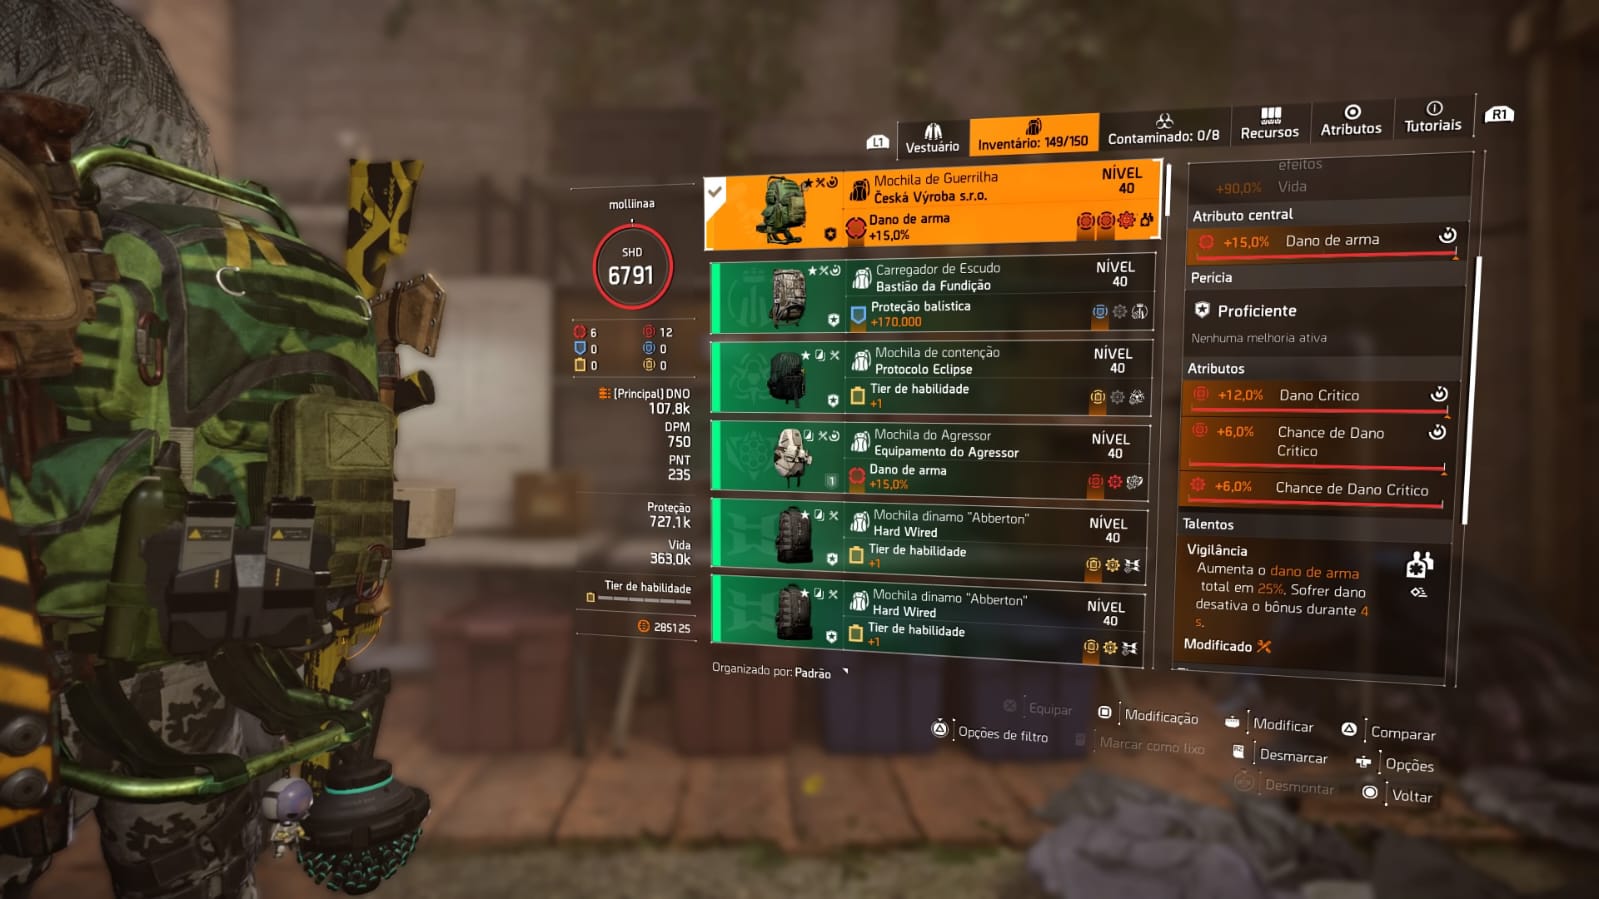 L1
Vestuário
Inventário: 149/150
Contaminado: 0/8
Recursos
Atributos
Tutoriais
R1
molliinaa
SHD
6791
6
12
0
0
0
0
[Principal] DNO
107,8k
DPM
750
PNT
235
Proteção
727,1k
Vida
363,0k
Tier de habilidade
285125
Mochila de Guerrilha
Česká Výroba s.r.o.
NÍVEL
40
Dano de arma
+15,0%
Carregador de Escudo
Bastião da Fundição
NÍVEL
40
Proteção balística
+170.000
Mochila de contenção
Protocolo Eclipse
NÍVEL
40
Tier de habilidade
+1
Mochila do Agressor
Equipamento do Agressor
NÍVEL
40
Dano de arma
+15,0%
1
Mochila dinamo "Abberton"
Hard Wired
NÍVEL
40
Tier de habilidade
+1
Mochila dinamo "Abberton"
Hard Wired
NÍVEL
40
Tier de habilidade
+1
Organizado por: Padrão
efeitos
+90,0% Vida
Atributo central
+15,0% Dano de arma
Perícia
Proficiente
Nenhuma melhoria ativa
Atributos
+12,0% Dano Crítico
+6,0% Chance de Dano
Crítico
+6,0% Chance de Dano Crítico
Talentos
Vigilância
Aumenta o dano de arma
total em 25%. Sofrer dano
desativa o bônus durante 4
s.
Modificado
Equipar
Modificação
Modificar
Comparar
Opções de filtro
Marcar como lixo
R2
Desmarcar
Opções
Desmontar
Voltar